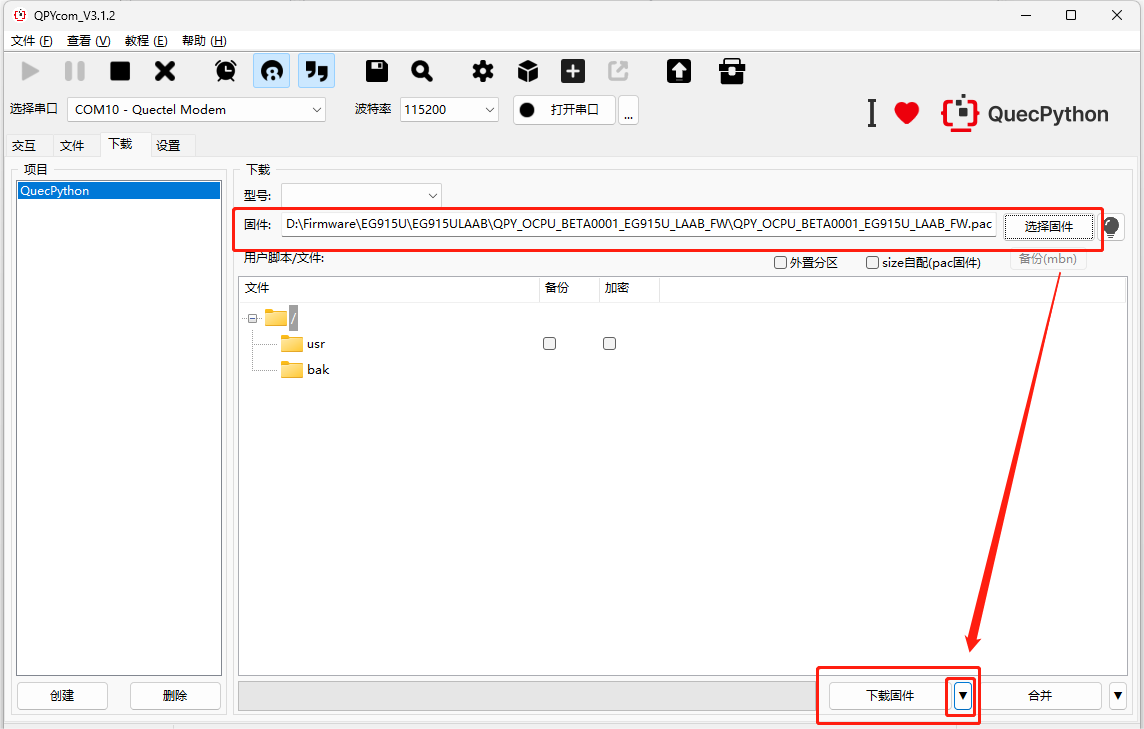 QPYcom_V3.1.2
文件 (F) 查看 (V) 教程 (E) 帮助 (H)
选择串口 COM10 - Quectel Modem 波特率 115200 打开串口 ...
I QuecPython
交互 文件 下载 设置
项目
QuecPython
创建 删除
下载
型号:
固件: D:\Firmware\EG915U\EG915ULAAB\QPY_OCPU_BETA0001_EG915U_LAAB_FW\QPY_OCPU_BETA0001_EG915U_LAAB_FW.pac 选择固件
用户脚本/文件: 外置分区 size自配(pac固件) 备份(mbn)
文件 备份 加密
/
usr
bak
下载固件 合并